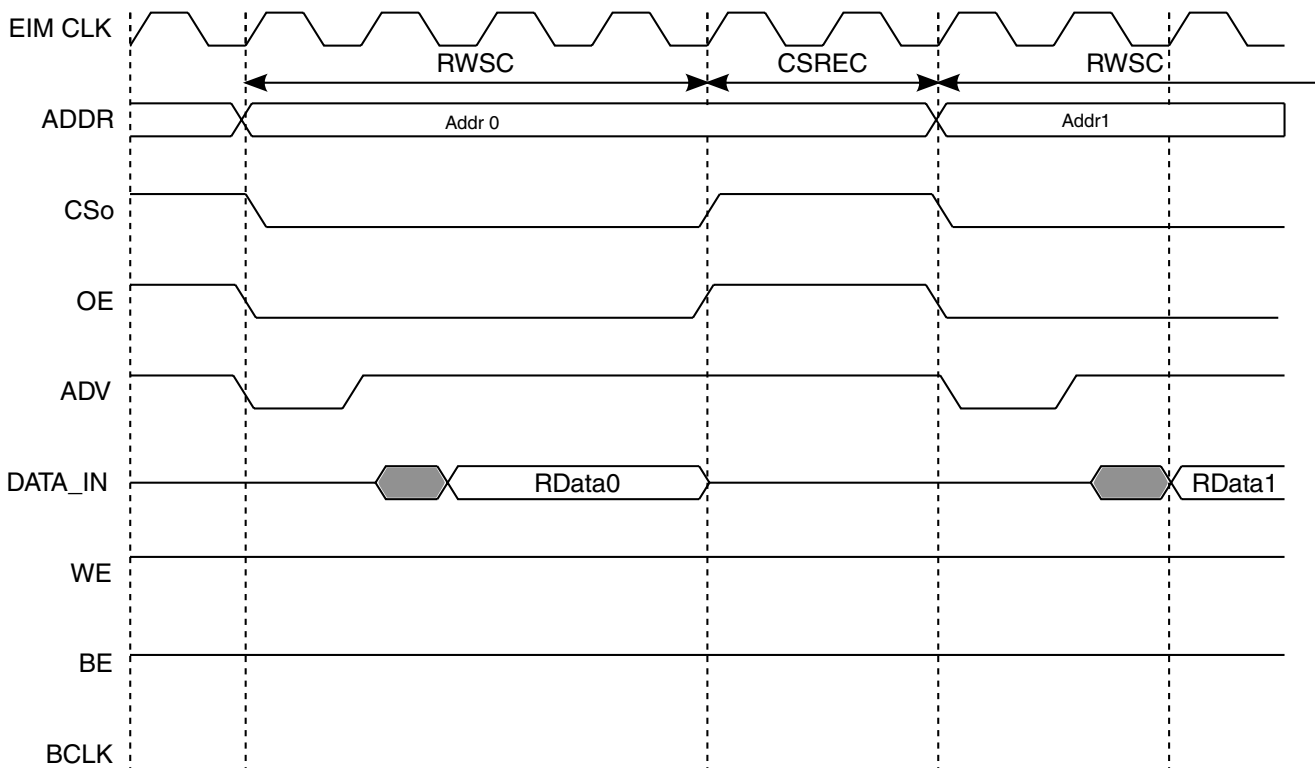 EIM CLK
RWSC
CSREC
RWSC
ADDR
Addr 0
Addr1
CSo
OE
ADV
DATA_IN
RData0
RData1
WE
BE
BCLK